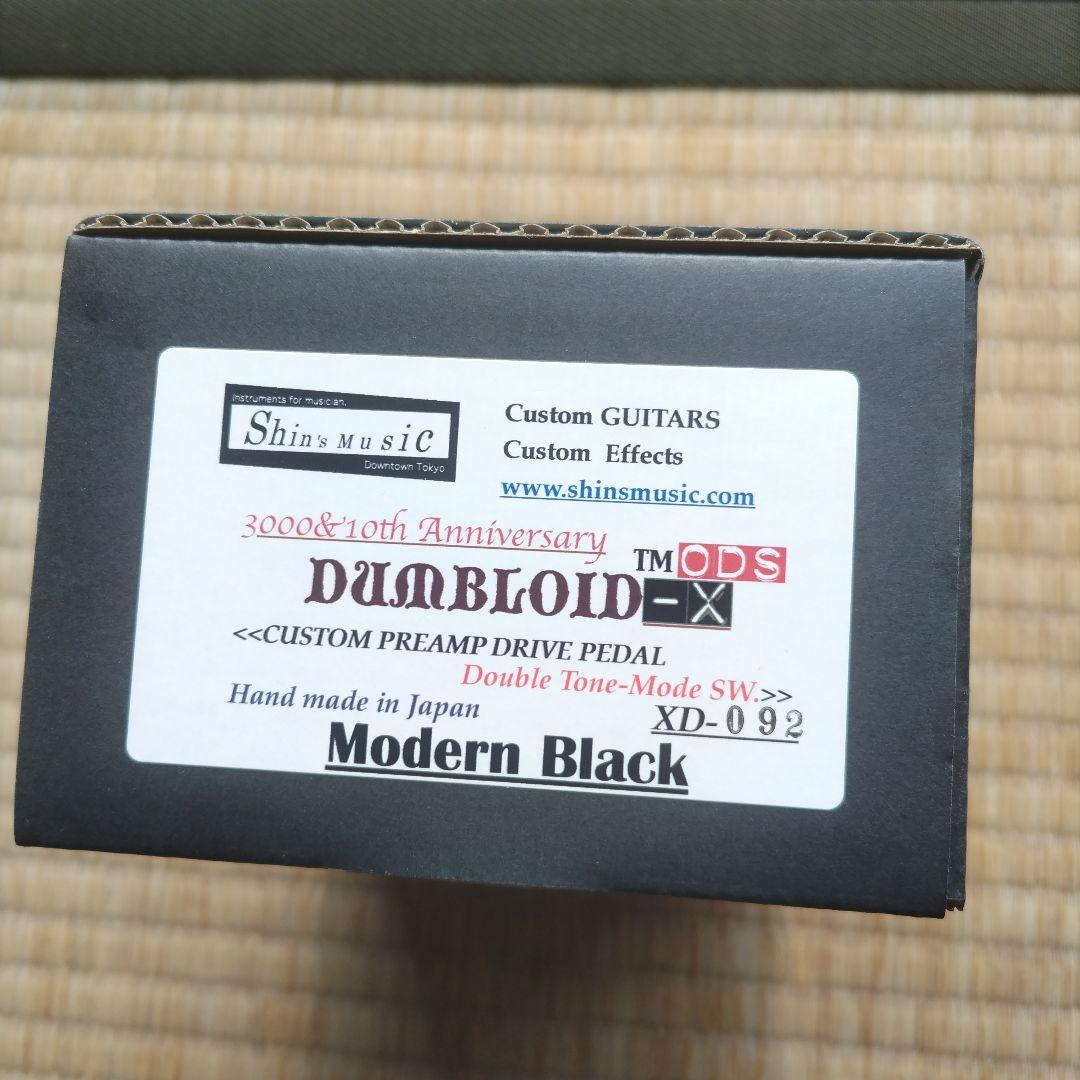 Instruments for musician.
Shin's Music
Downtown Tokyo
Custom GUITARS
Custom Effects
www.shinsmusic.com
3000&10th Anniversary
DUMBLOID TM ODS
-X
<<CUSTOM PREAMP DRIVE PEDAL
Double Tone-Mode SW.>>
Hand made in Japan
XD-092
Modern Black